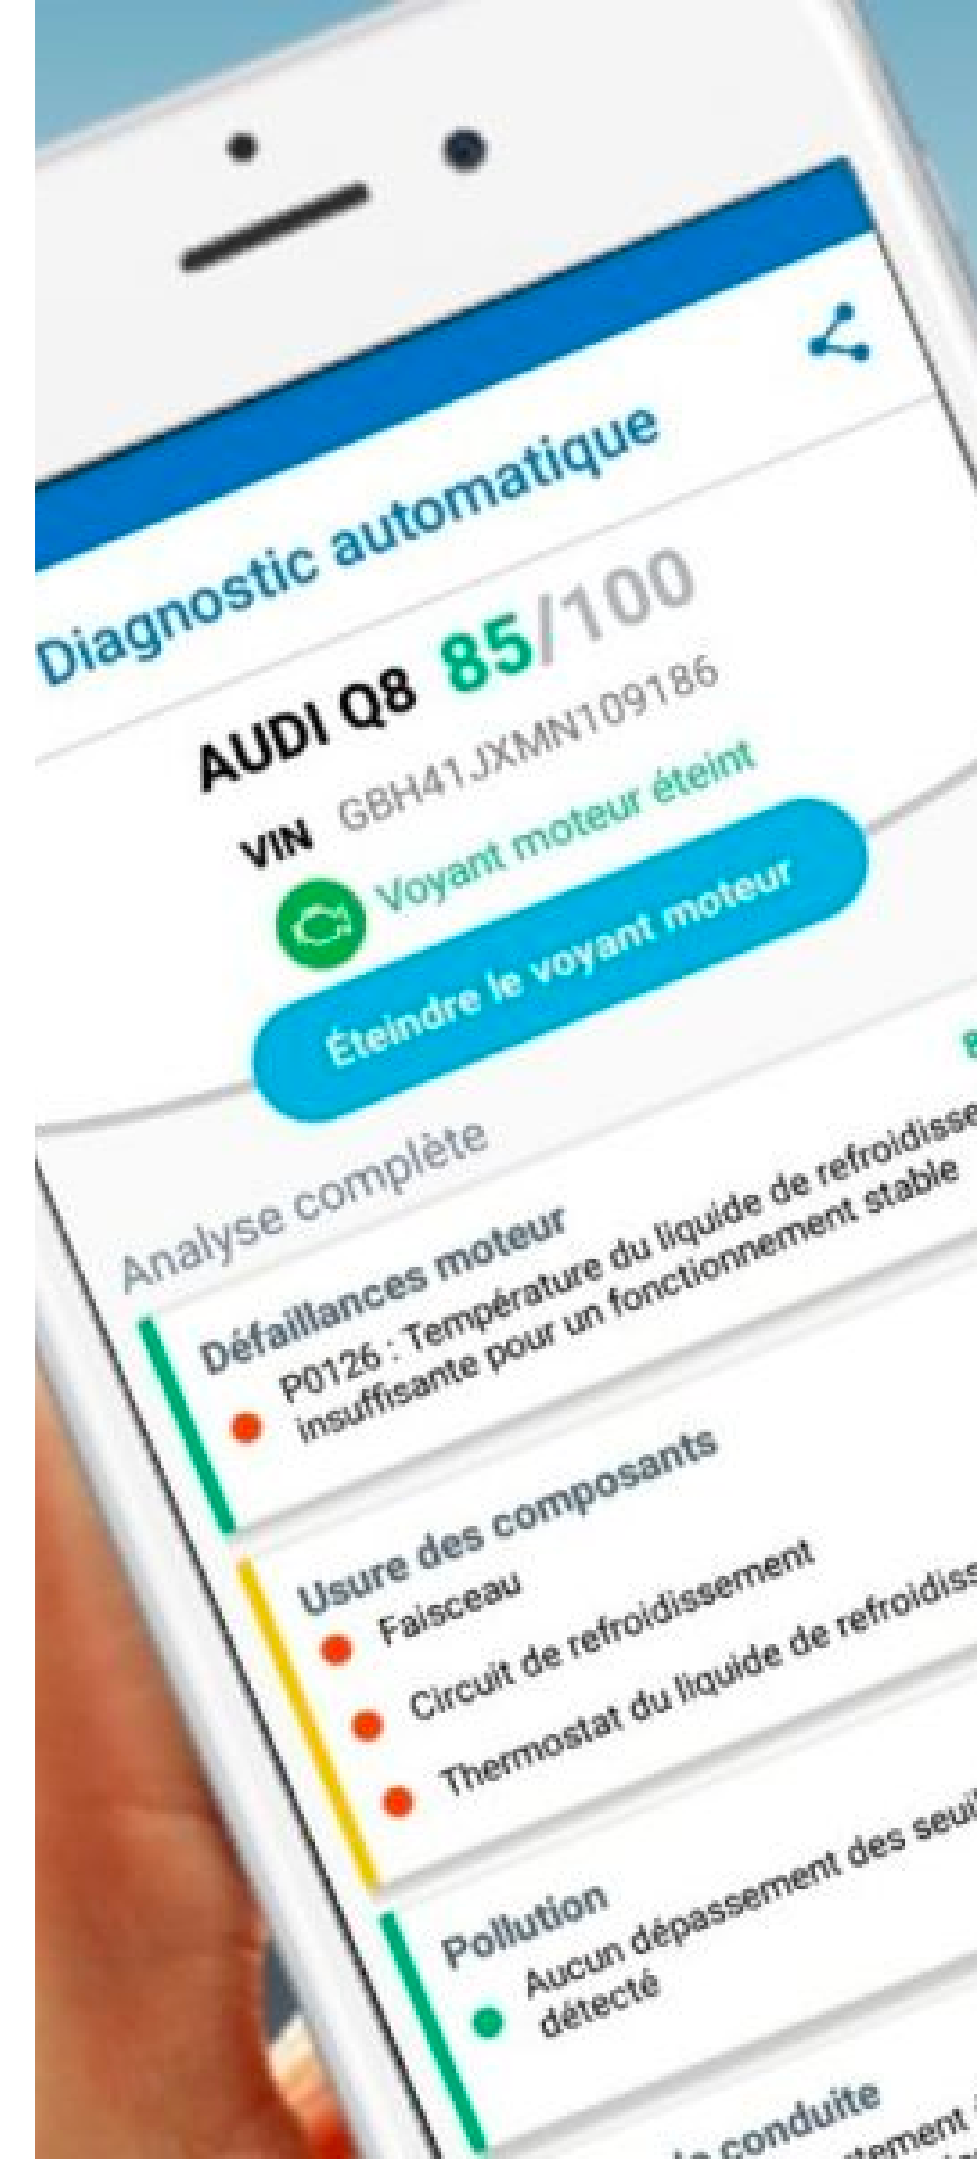 Diagnostic automatique
AUDI Q8 85/100
VIN GBH41JXMN109186
Voyant moteur éteint
Éteindre le voyant moteur
Analyse complète
8
Défaillances moteur
P0126 : Température du liquide de refroidisse
insuffisante pour un fonctionnement stable
Usure des composants
Faisceau
Circuit de refroidissement
Thermostat du liquide de refroidiss
Pollution
Aucun dépassement des seuil
détecté
conduite